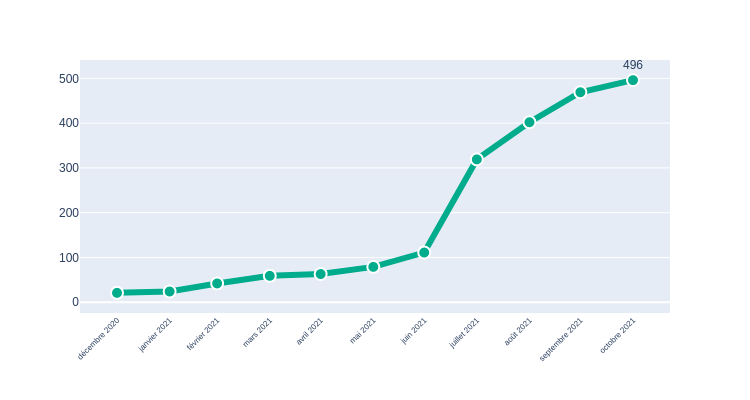 496
500
400
300
200
100
0
décembre 2020
janvier 2021
février 2021
mars 2021
avril 2021
mai 2021
juin 2021
juillet 2021
août 2021
septembre 2021
octobre 2021